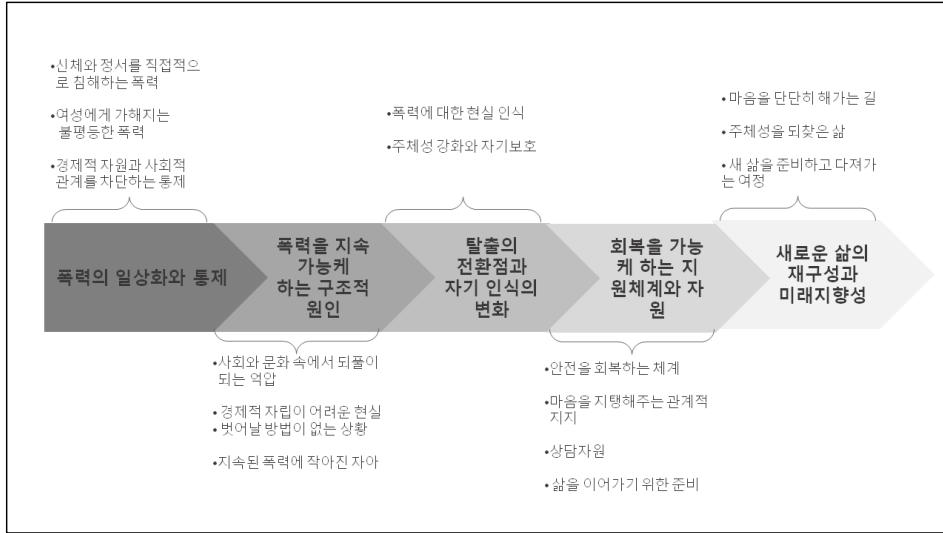 •신체와 정서를 직접적으
로 침해하는 폭력
•여성에게 가해지는
불평등한 폭력
•경제적 자원과 사회적
관계를 차단하는 통제
•폭력에 대한 현실 인식
•주체성 강화와 자기보호
•마음을 단단히 해가는 길
•주체성을 되찾은 삶
•새 삶을 준비하고 다져가
는 여정
폭력의 일상화와 통제
폭력을 지속
가능케
하는 구조적
원인
탈출의
전환점과
자기 인식의
변화
회복을 가능
케 하는 지
원체계와 자
원
새로운 삶의
재구성과
미래지향성
•사회와 문화 속에서 되풀이
되는 억압
•경제적 자립이 어려운 현실
•벗어날 방법이 없는 상황
•지속된 폭력에 작아진 자아
•안전을 회복하는 체계
•마음을 지탱해주는 관계적
지지
•상담자원
•삶을 이어가기 위한 준비